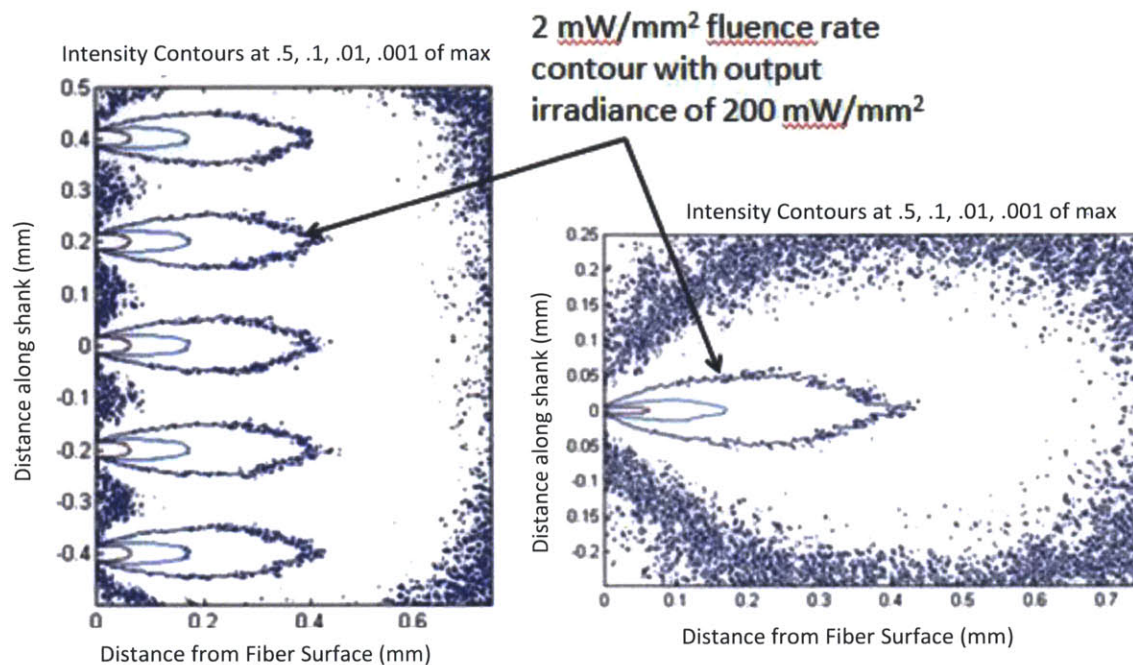 2 mW/mm² fluence rate
contour with output
irradiance of 200 mW/mm²
Intensity Contours at .5, .1, .01, .001 of max
0.5
0.4
0.3
0.2
0.1
0
-0.1
-0.2
-0.3
-0.4
Distance along shank (mm)
0 0.2 0.4 0.6
Distance from Fiber Surface (mm)
Intensity Contours at .5, .1, .01, .001 of max
0.25
0.2
0.15
0.1
0.05
0
0.05
0.1
0.15
-0.2
Distance along shank (mm)
0 0.1 0.2 0.3 0.4 0.5 0.6 0.7
Distance from Fiber Surface (mm)